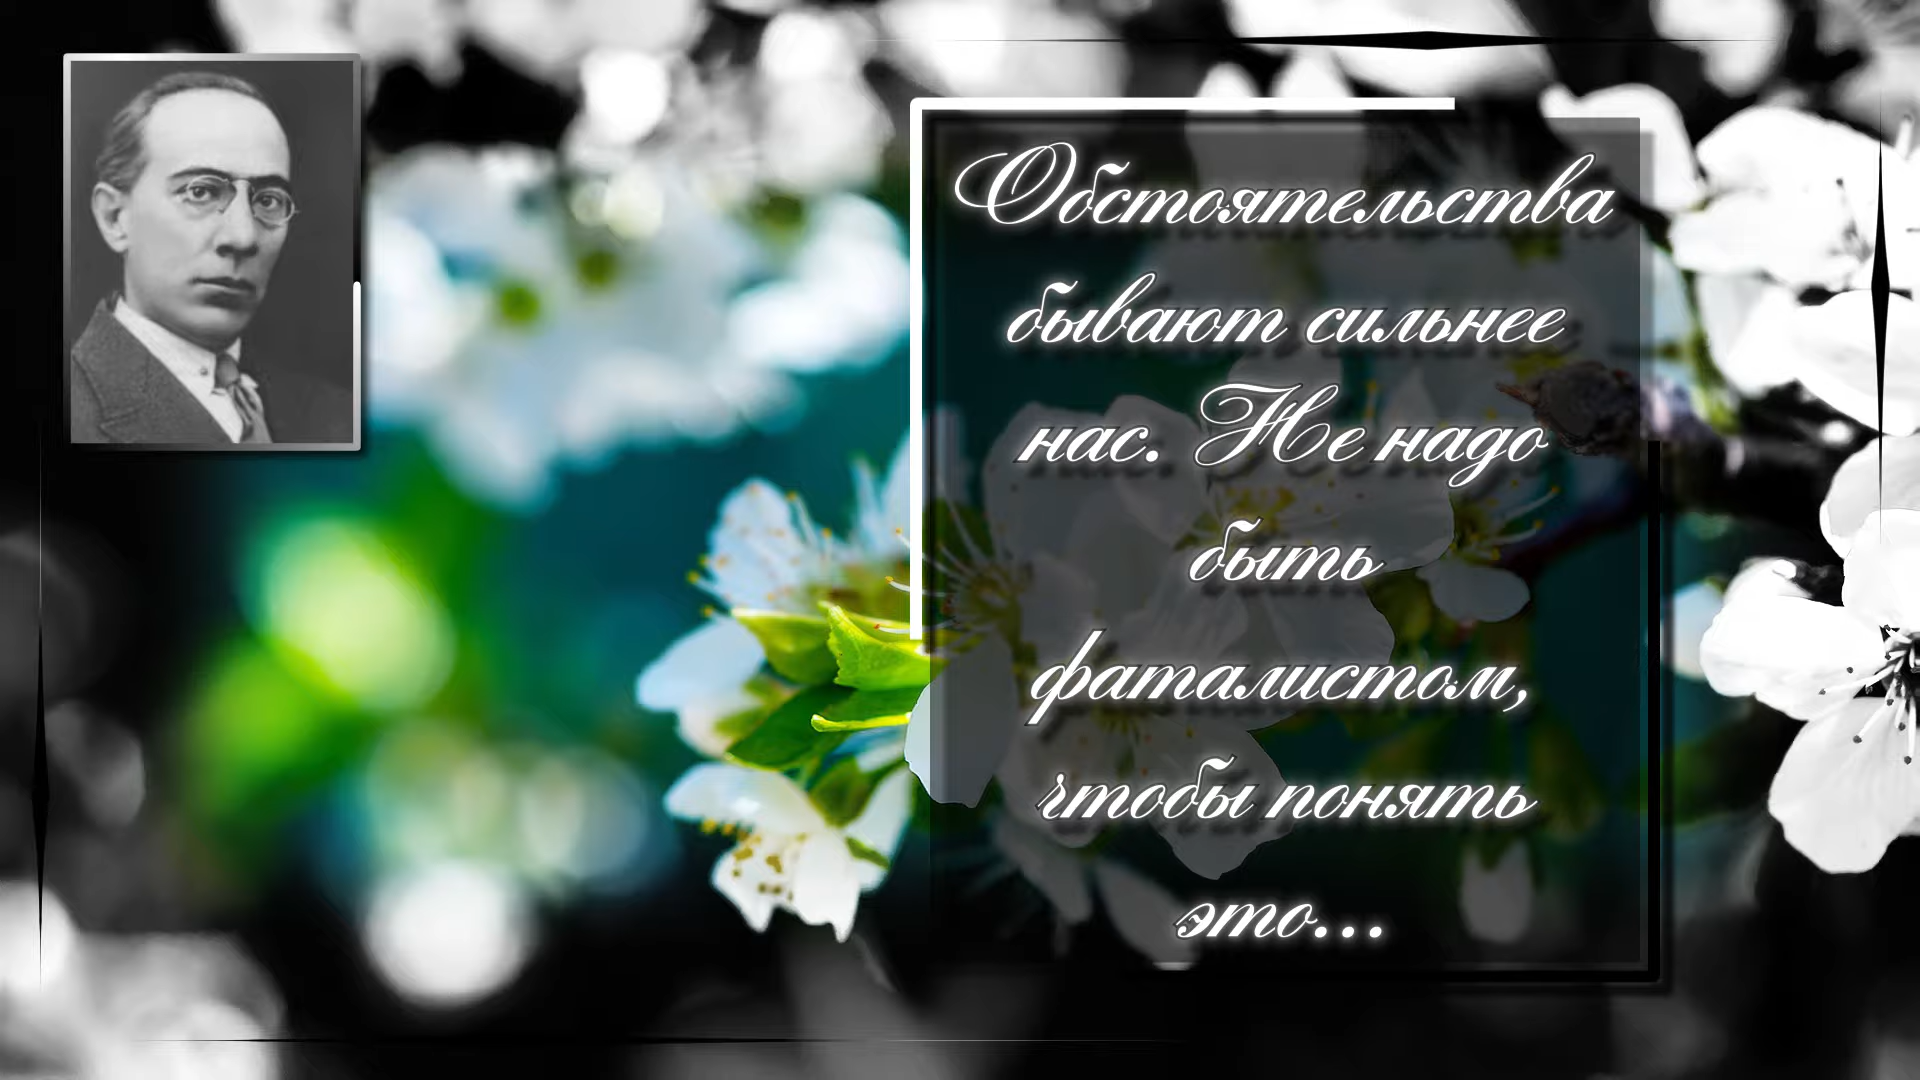 Обстоятельства
бывают сильнее
нас. Не надо
быть
фаталистом,
чтобы понять
это...